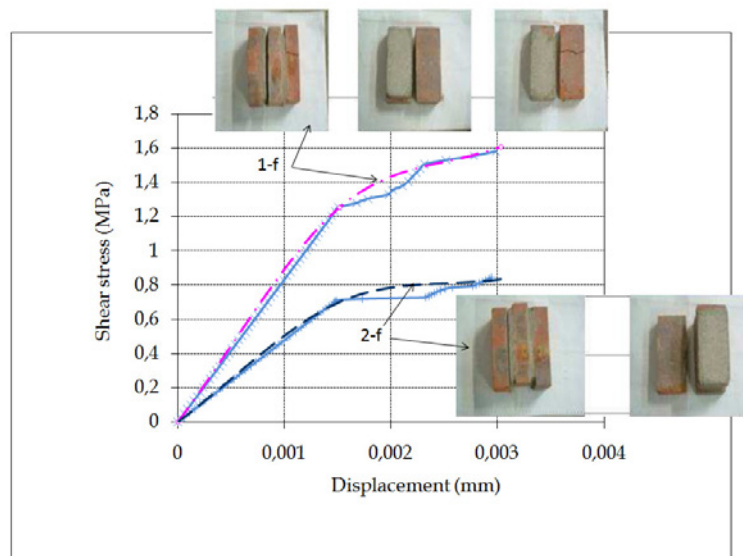 1,8
1,6
1,4
1,2
1
0,8
0,6
0,4
0,2
0
Shear stress (MPa)
1-f
2-f
0 0,001 0,002 0,003 0,004
Displacement (mm)